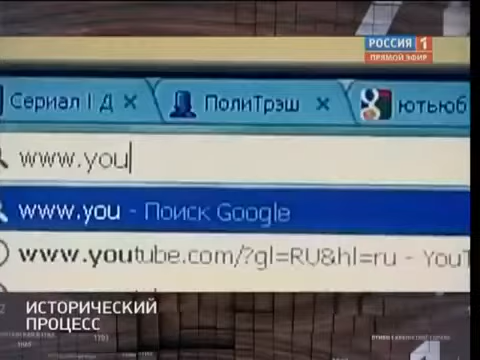 РОССИЯ 1
ПРЯМОЙ ЭФИР
Сериал | Д × ПолиТрэш × ютьюб
www.you
www.you - Поиск Google
www.youtube.com/?gl=RU&hl=ru - YouT
ИСТОРИЧЕСКИЙ
ПРОЦЕСС